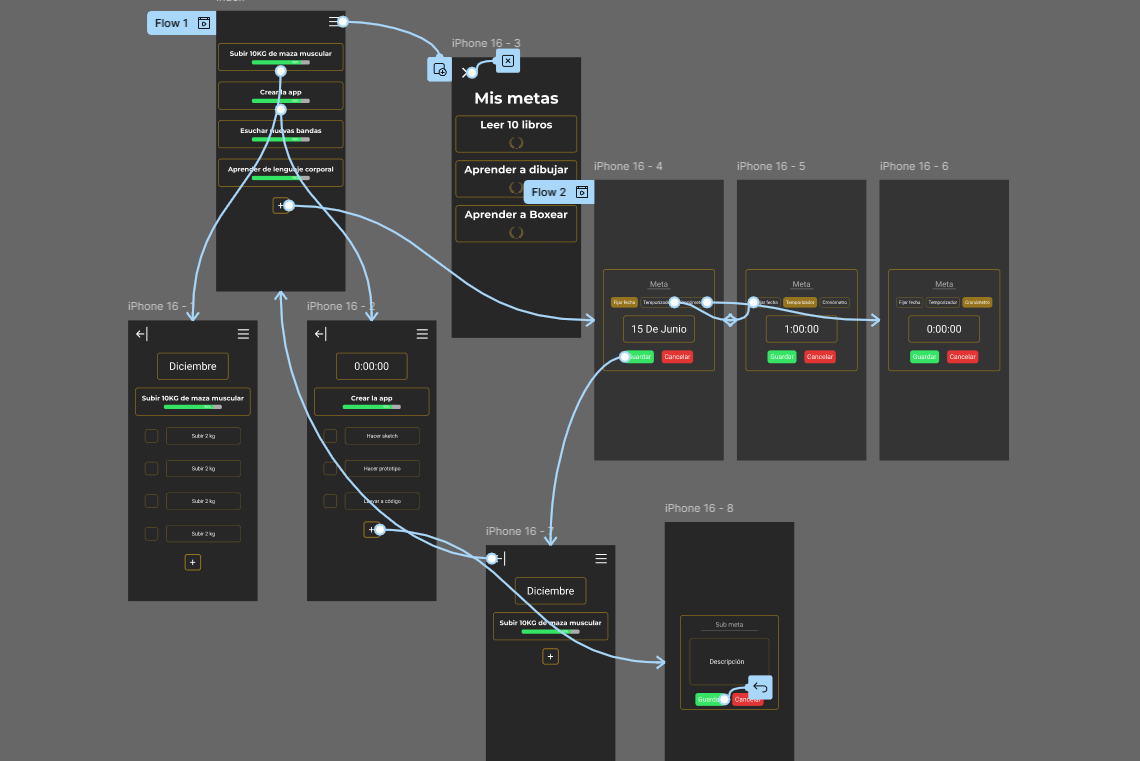 Flow 1
Subir 10KG de maza muscular
Crear la app
Esuchar nuevas bandas
Aprender de lenguaje corporal
+
iPhone 16 - 3
Mis metas
Leer 10 libros
Aprender a dibujar
Aprender a Boxear
Flow 2
iPhone 16 - 4
Meta
Fijar fecha Temporizador
15 De Junio
Guardar Cancelar
iPhone 16 - 5
Meta
fecha Temporizador Cronómetro
1:00:00
Guardar Cancelar
iPhone 16 - 6
Meta
Fijar fecha Temporizador Cronómetro
0:00:00
Guardar Cancelar
iPhone 16 - 1
Diciembre
Subir 10KG de maza muscular
Subir 2 kg
Subir 2 kg
Subir 2 kg
Subir 2 kg
+
iPhone 16 - 2
0:00:00
Crear la app
Hacer sketch
Hacer prototipo
Llevar a código
+
iPhone 16 - 7
Diciembre
Subir 10KG de maza muscular
+
iPhone 16 - 8
Sub meta
Descripción
Guardar Cancelar